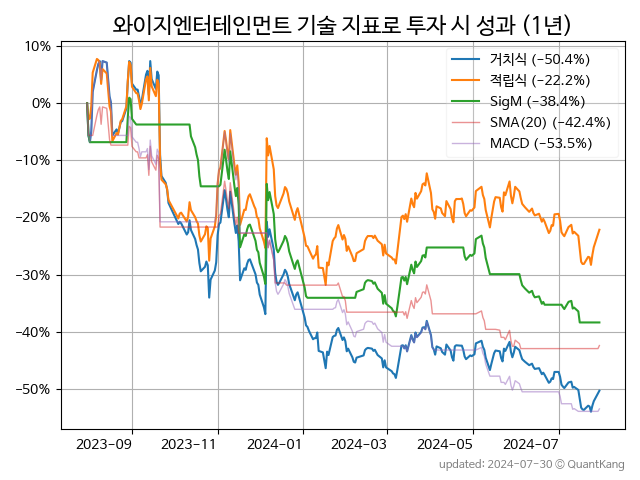 와이지엔터테인먼트 기술 지표로 투자 시 성과 (1년)
거치식 (−50.4%)
적립식 (−22.2%)
SigM (−38.4%)
SMA(20) (−42.4%)
MACD (−53.5%)
10%
0%
−10%
−20%
−30%
−40%
−50%
2023-09 2023-11 2024-01 2024-03 2024-05 2024-07
updated: 2024-07-30 © QuantKang